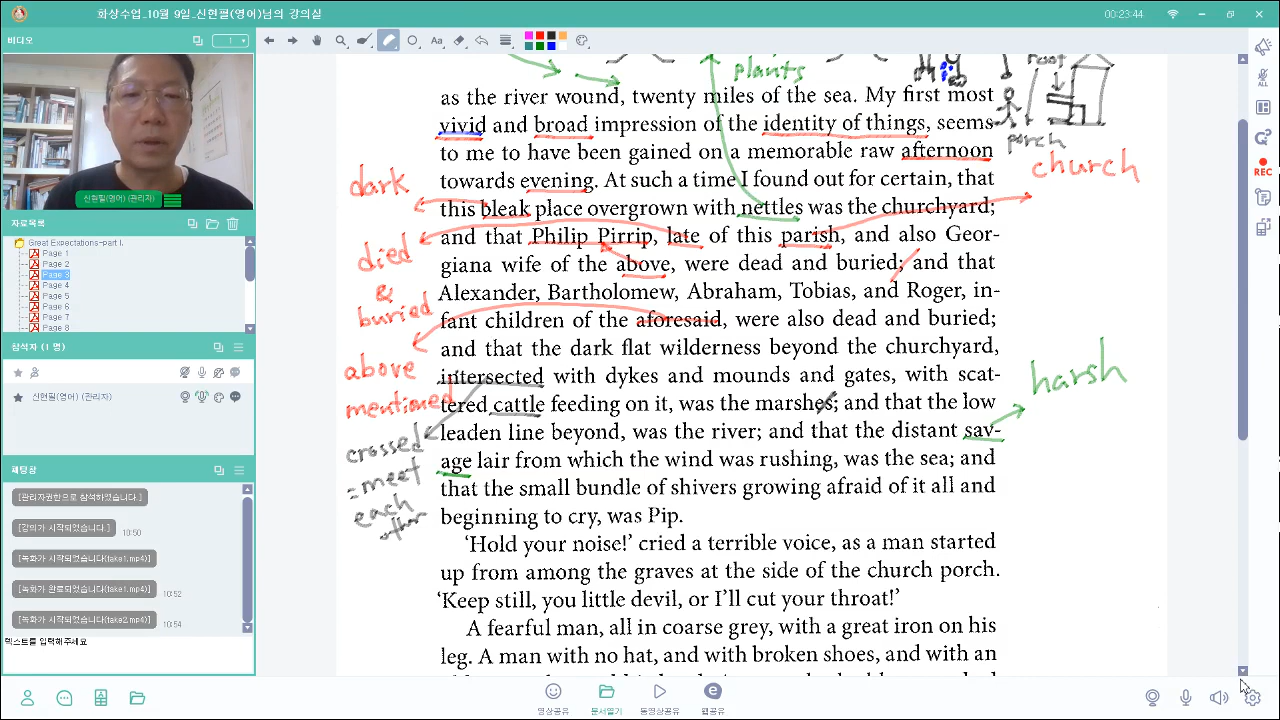 화상수업_10월 9일_신현필(영어)님의 강의실
00:23:44
비디오
1
Aa
신현필(영어) (관리자)
자료목록
Great Expectations-part I.
Page 1
Page 2
Page 3
Page 4
Page 5
Page 6
Page 7
Page 8
참석자 (1 명)
신현필(영어) (관리자)
채팅창
[관리자권한으로 참석하였습니다.]
[강의가 시작되었습니다.]
10:50
[녹화가 시작되었습니다(take1.mp4)]
[녹화가 완료되었습니다(take1.mp4)]
10:52
[녹화가 시작되었습니다(take2.mp4)]
10:54
텍스트를 입력해주세요
plants
roof
as the river wound, twenty miles of the sea. My first most
vivid and broad impression of the identity of things, seems
porch
to me to have been gained on a memorable raw afternoon
church
dark
towards evening. At such a time I found out for certain, that
this bleak place overgrown with nettles was the churchyard;
and that Philip Pirrip, late of this parish, and also Geor-
died
&
buried
giana wife of the above, were dead and buried; and that
Alexander, Bartholomew, Abraham, Tobias, and Roger, in-
fant children of the aforesaid, were also dead and buried;
and that the dark flat wilderness beyond the churchyard,
above
mentioned
intersected with dykes and mounds and gates, with scat-
harsh
tered cattle feeding on it, was the marshes; and that the low
leaden line beyond, was the river; and that the distant sav-
crossed
=meet
each
other
age lair from which the wind was rushing, was the sea; and
that the small bundle of shivers growing afraid of it all and
beginning to cry, was Pip.
‘Hold your noise!’ cried a terrible voice, as a man started
up from among the graves at the side of the church porch.
‘Keep still, you little devil, or I’ll cut your throat!’
A fearful man, all in coarse grey, with a great iron on his
leg. A man with no hat, and with broken shoes, and with an
ALL
REC
영상공유
문서열기
동영상공유
웹공유